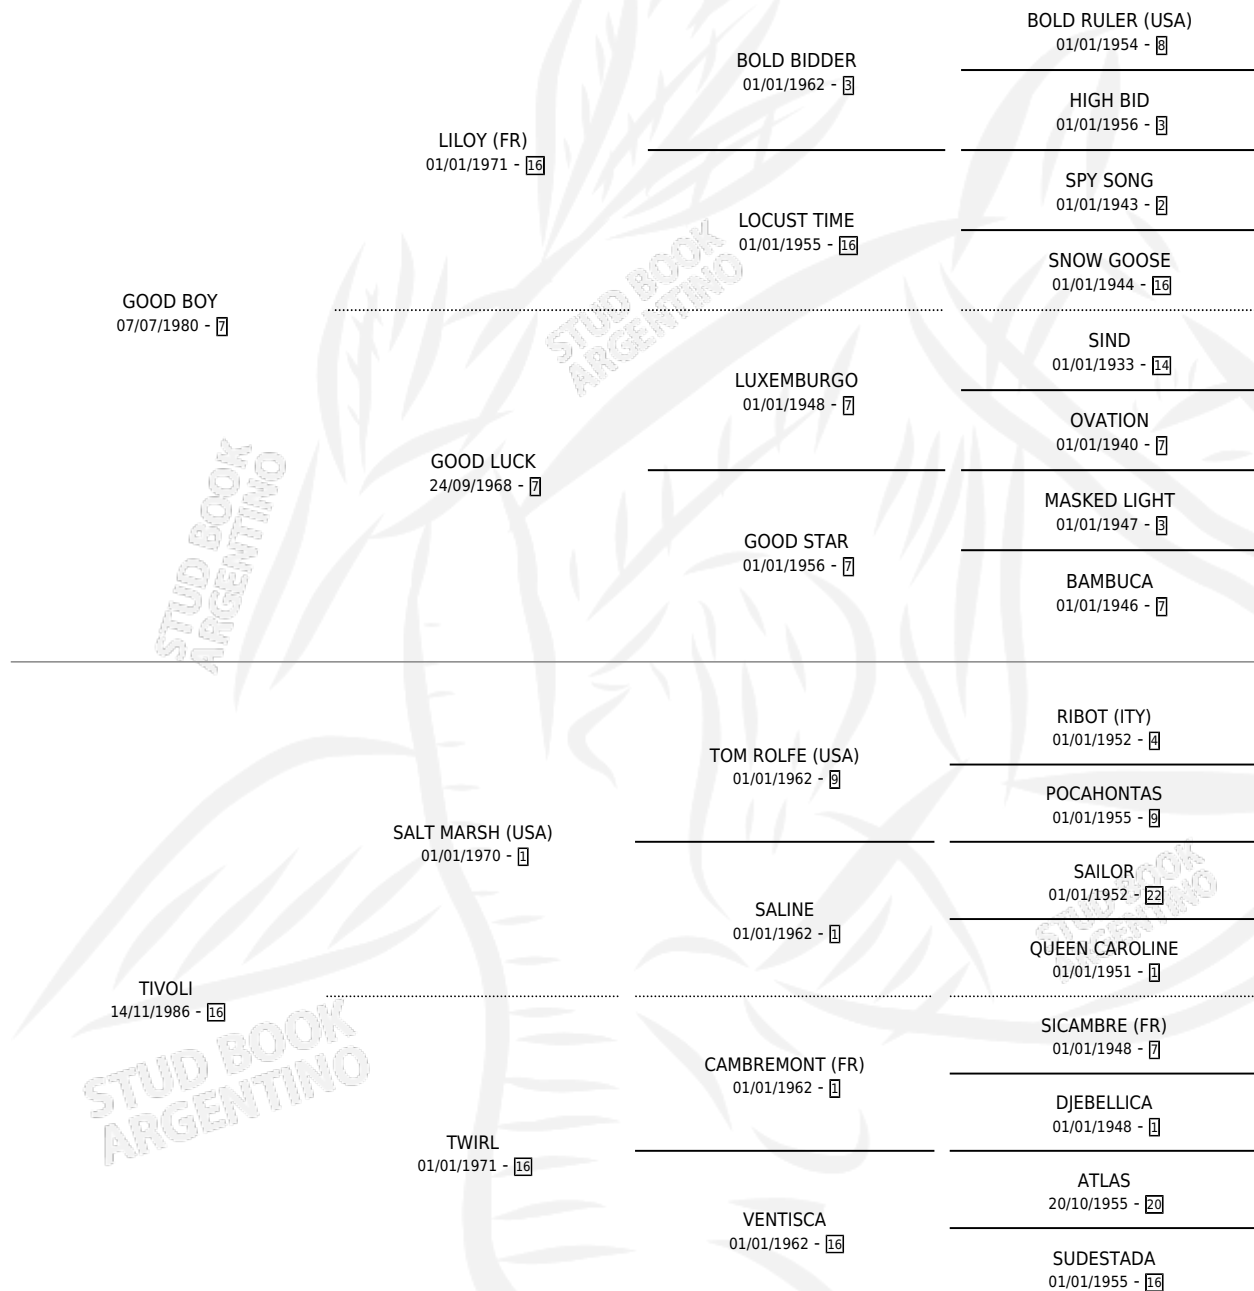 BOLD RULER (USA)
01/01/1954 - 8
BOLD BIDDER
01/01/1962 - 3
HIGH BID
01/01/1956 - 3
LILOY (FR)
01/01/1971 - 16
SPY SONG
01/01/1943 - 2
LOCUST TIME
01/01/1955 - 16
SNOW GOOSE
01/01/1944 - 16
GOOD BOY
07/07/1980 - 7
STUD BOOK
ARGENTINO
SIND
01/01/1933 - 14
LUXEMBURGO
01/01/1948 - 7
OVATION
01/01/1940 - 7
GOOD LUCK
24/09/1968 - 7
MASKED LIGHT
01/01/1947 - 3
GOOD STAR
01/01/1956 - 7
BAMBUCA
01/01/1946 - 7
STUD BOOK
ARGENTINO
RIBOT (ITY)
01/01/1952 - 4
TOM ROLFE (USA)
01/01/1962 - 9
POCAHONTAS
01/01/1955 - 9
SALT MARSH (USA)
01/01/1970 - 1
SAILOR
01/01/1952 - 22
SALINE
01/01/1962 - 1
STUD BOOK
ARGENTINO
QUEEN CAROLINE
01/01/1951 - 1
TIVOLI
14/11/1986 - 16
STUD BOOK
ARGENTINO
SICAMBRE (FR)
01/01/1948 - 7
CAMBREMONT (FR)
01/01/1962 - 1
DJEBELLICA
01/01/1948 - 1
TWIRL
01/01/1971 - 16
ATLAS
20/10/1955 - 20
VENTISCA
01/01/1962 - 16
SUDESTADA
01/01/1955 - 16